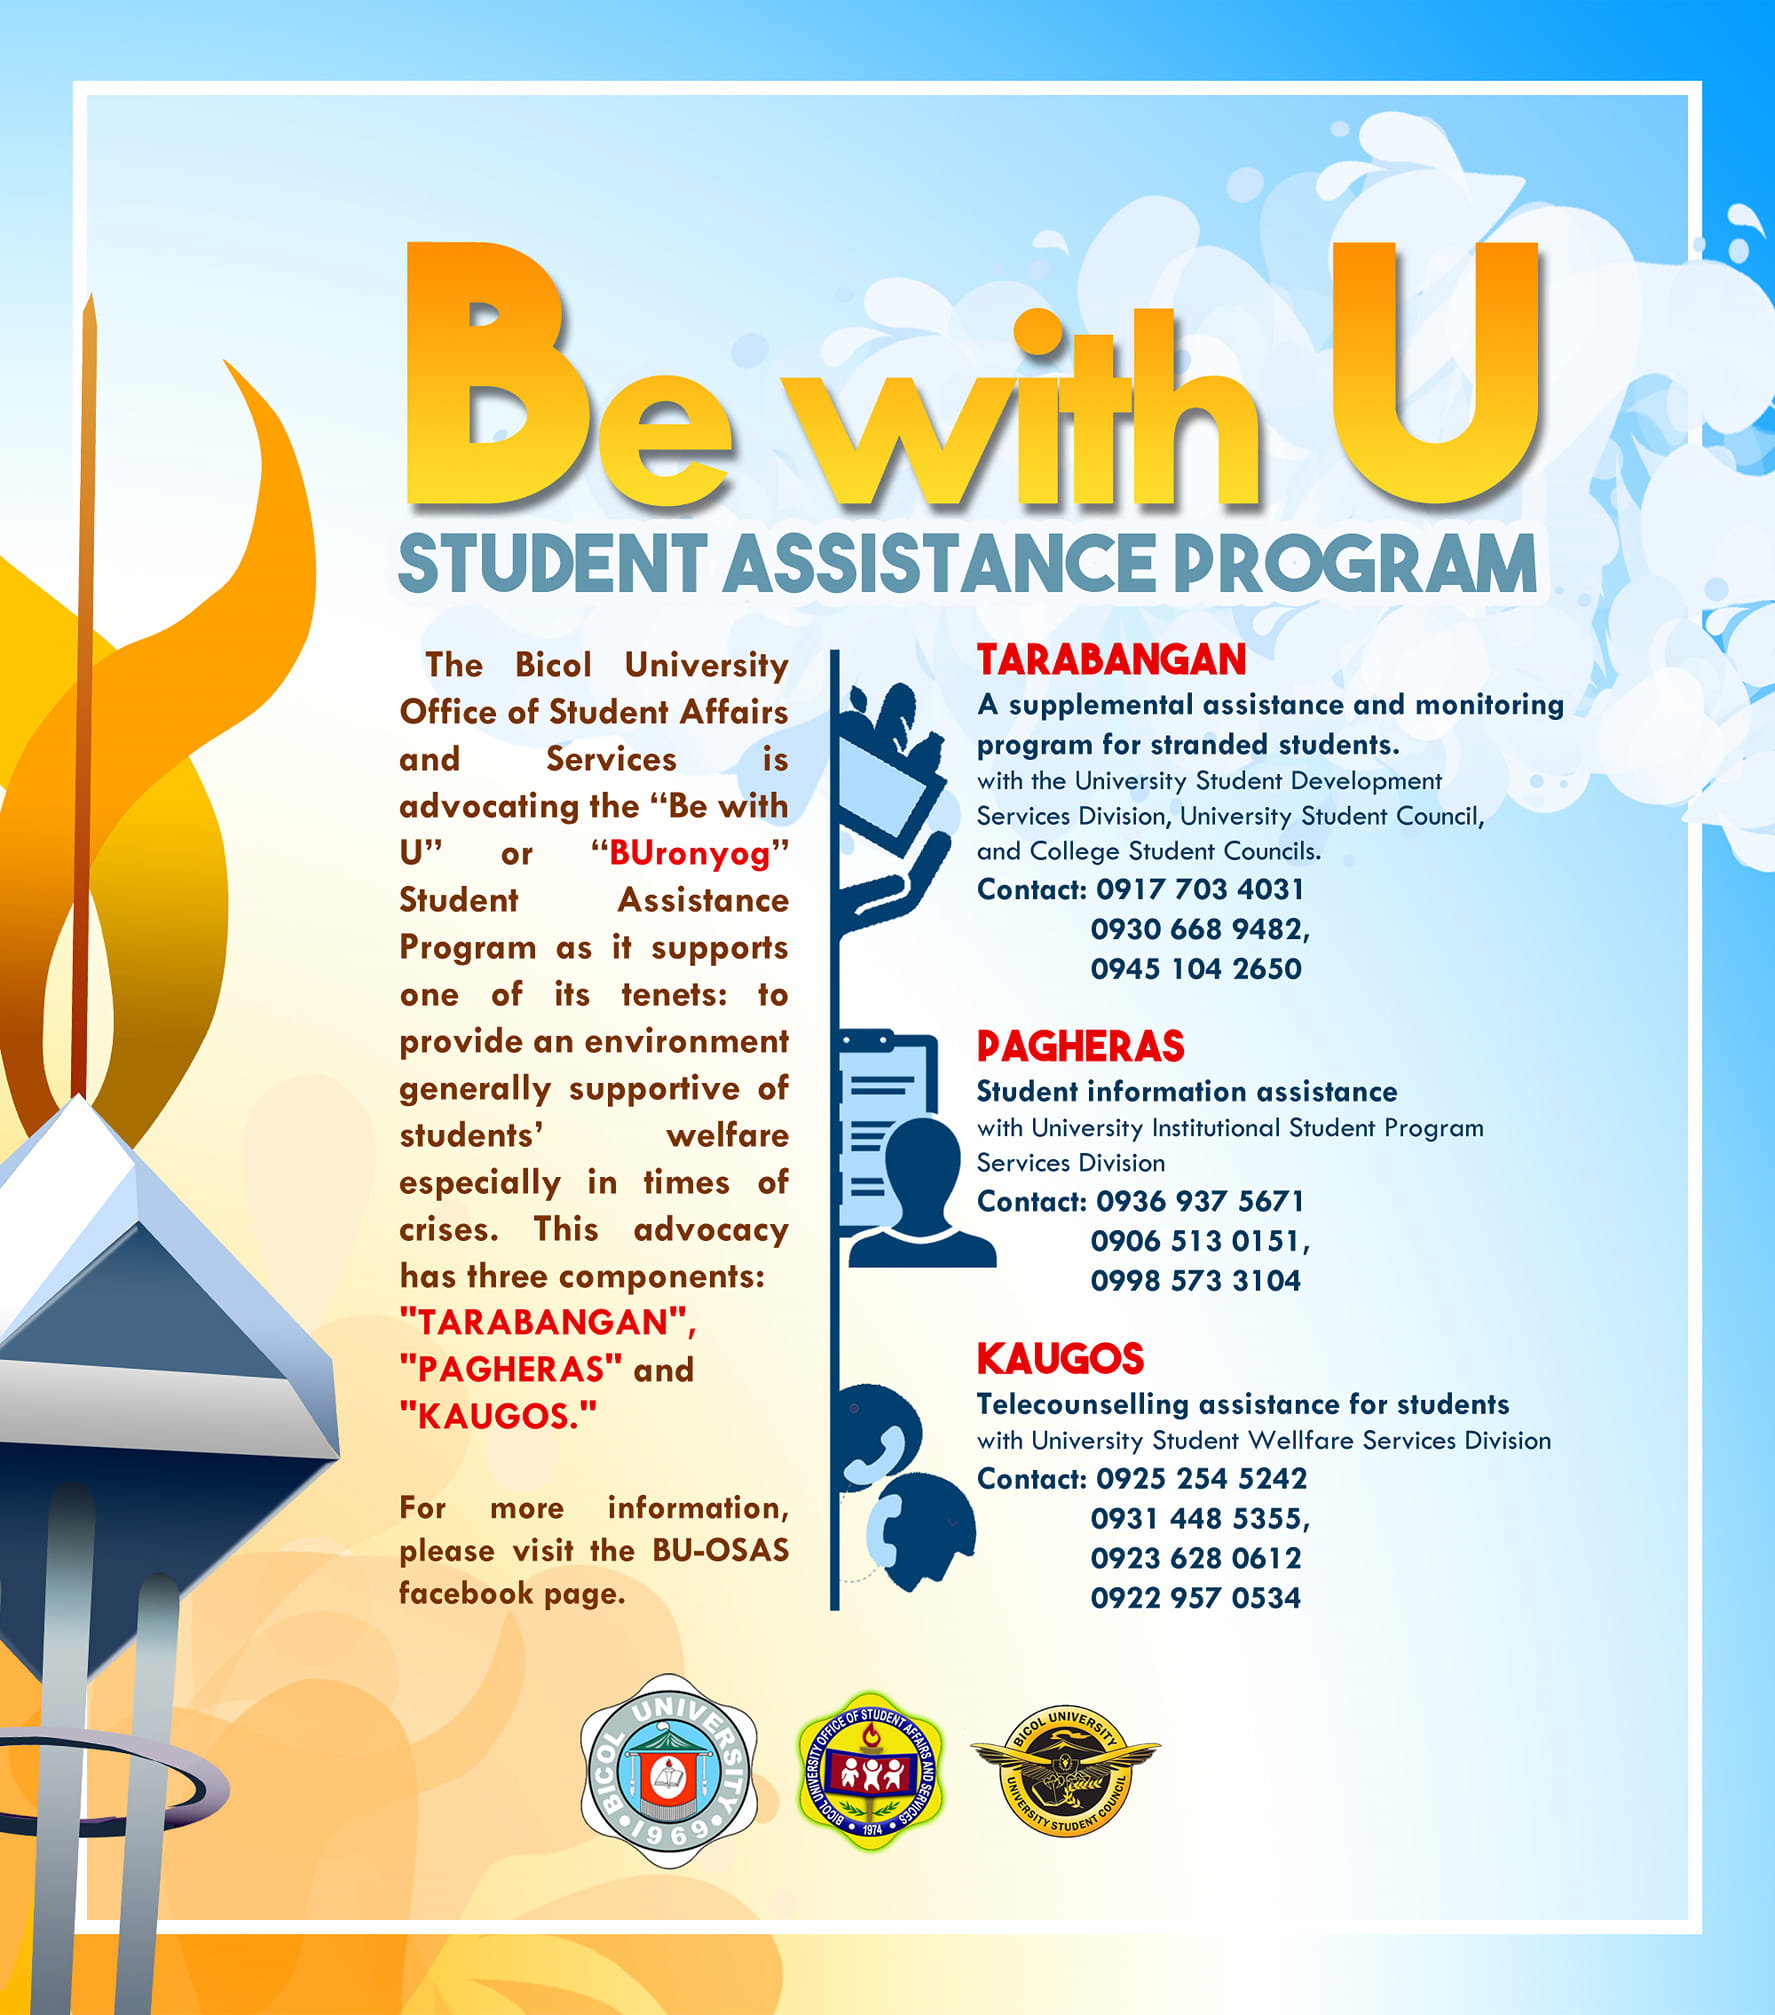 Be with U
STUDENT ASSISTANCE PROGRAM
The Bicol University
Office of Student Affairs
and Services is
advocating the “Be with
U” or “BUronyog”
Student Assistance
Program as it supports
one of its tenets: to
provide an environment
generally supportive of
students’ welfare
especially in times of
crises. This advocacy
has three components:
"TARABANGAN",
"PAGHERAS" and
"KAUGOS."
For more information,
please visit the BU-OSAS
facebook page.
TARABANGAN
A supplemental assistance and monitoring
program for stranded students.
with the University Student Development
Services Division, University Student Council,
and College Student Councils.
Contact: 0917 703 4031
0930 668 9482,
0945 104 2650
PAGHERAS
Student information assistance
with University Institutional Student Program
Services Division
Contact: 0936 937 5671
0906 513 0151,
0998 573 3104
KAUGOS
Telecounselling assistance for students
with University Student Wellfare Services Division
Contact: 0925 254 5242
0931 448 5355,
0923 628 0612
0922 957 0534
BICOL UNIVERSITY
1969
BICOL UNIVERSITY OFFICE OF STUDENT AFFAIRS AND SERVICES
1974
BICOL UNIVERSITY
UNIVERSITY STUDENT COUNCIL